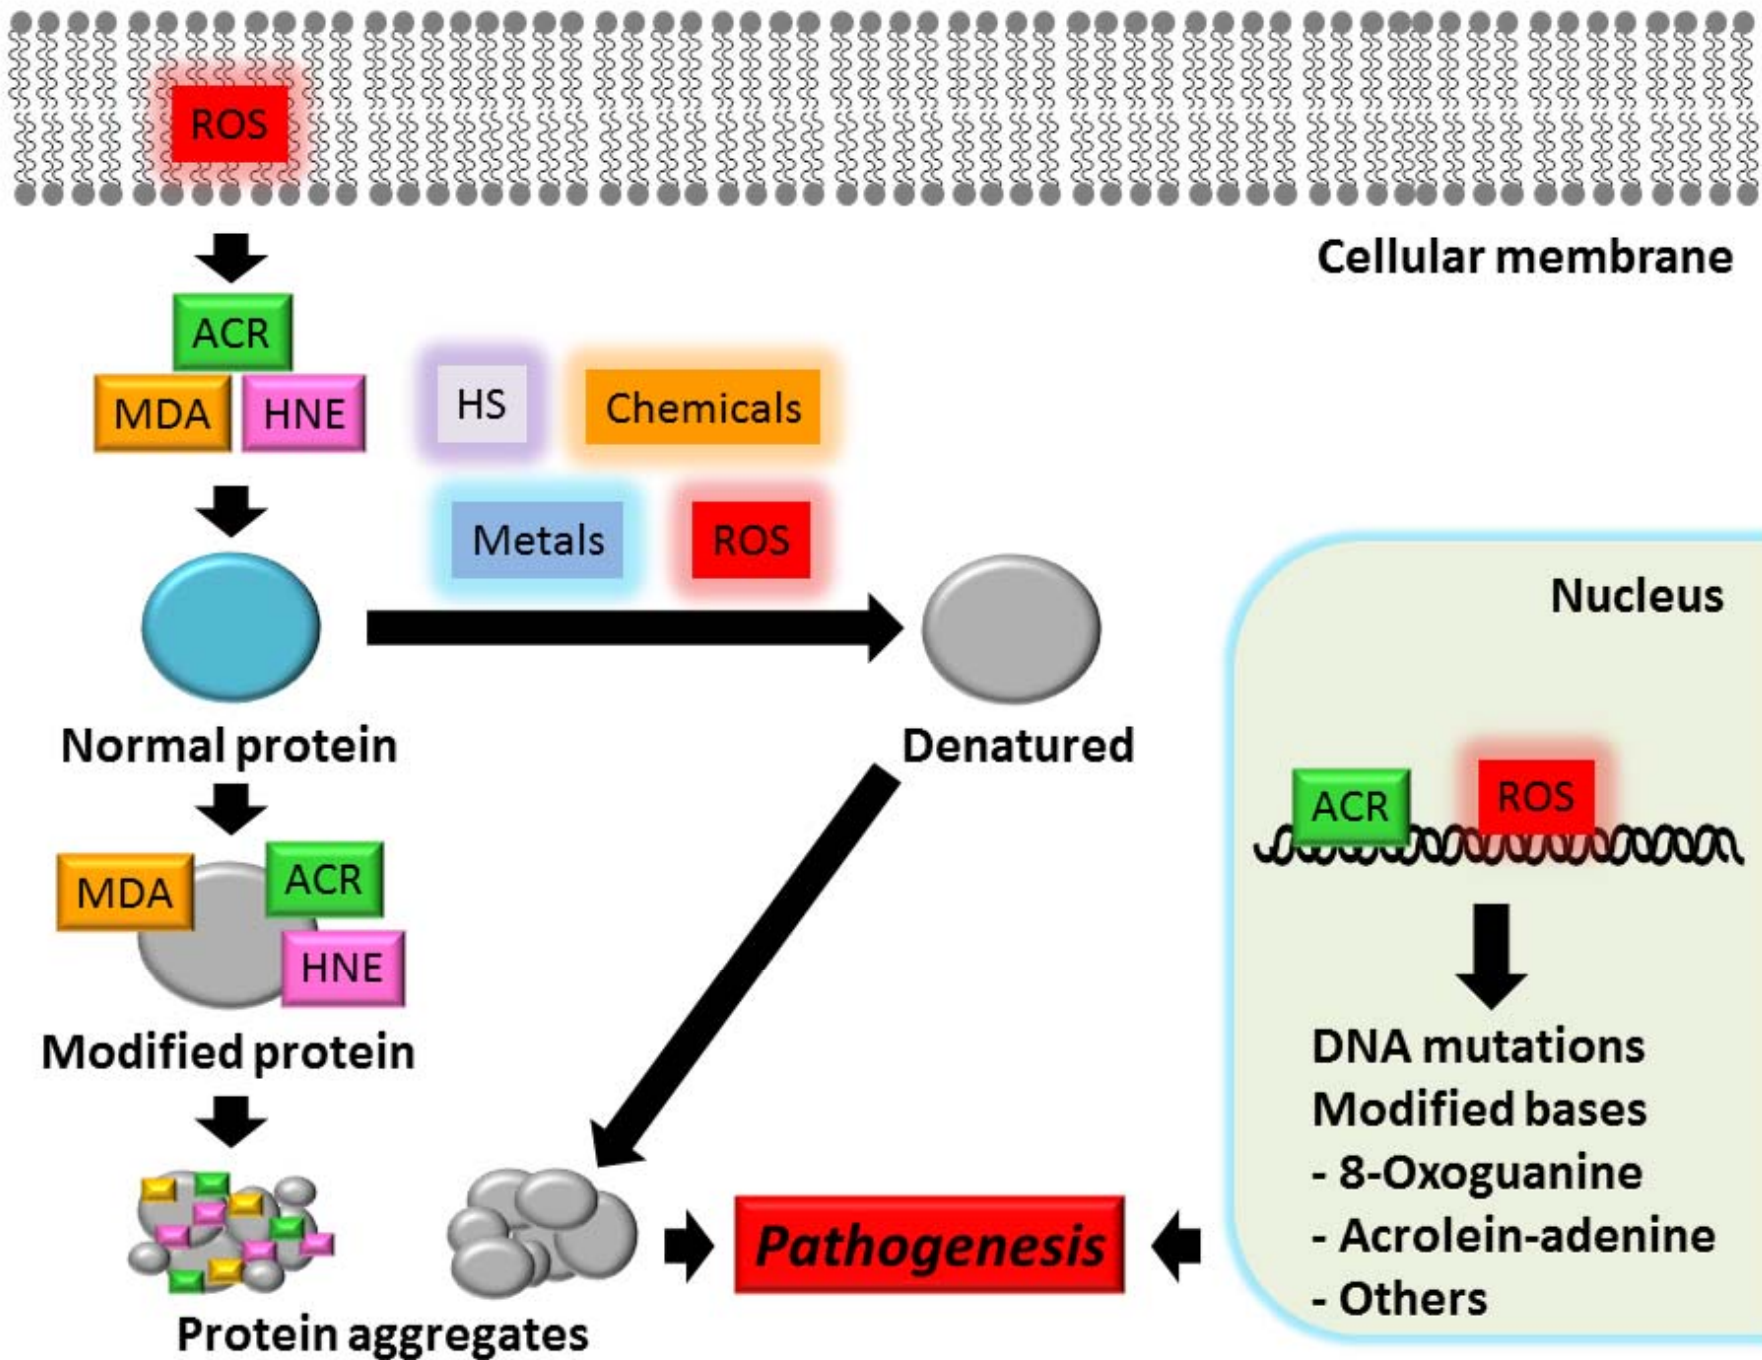 ROS
Cellular membrane
ACR
MDA
HNE
HS
Chemicals
Metals
ROS
Normal protein
Denatured
MDA
ACR
HNE
Modified protein
Protein aggregates
Pathogenesis
Nucleus
ACR
ROS
DNA mutations
Modified bases
- 8-Oxoguanine
- Acrolein-adenine
- Others